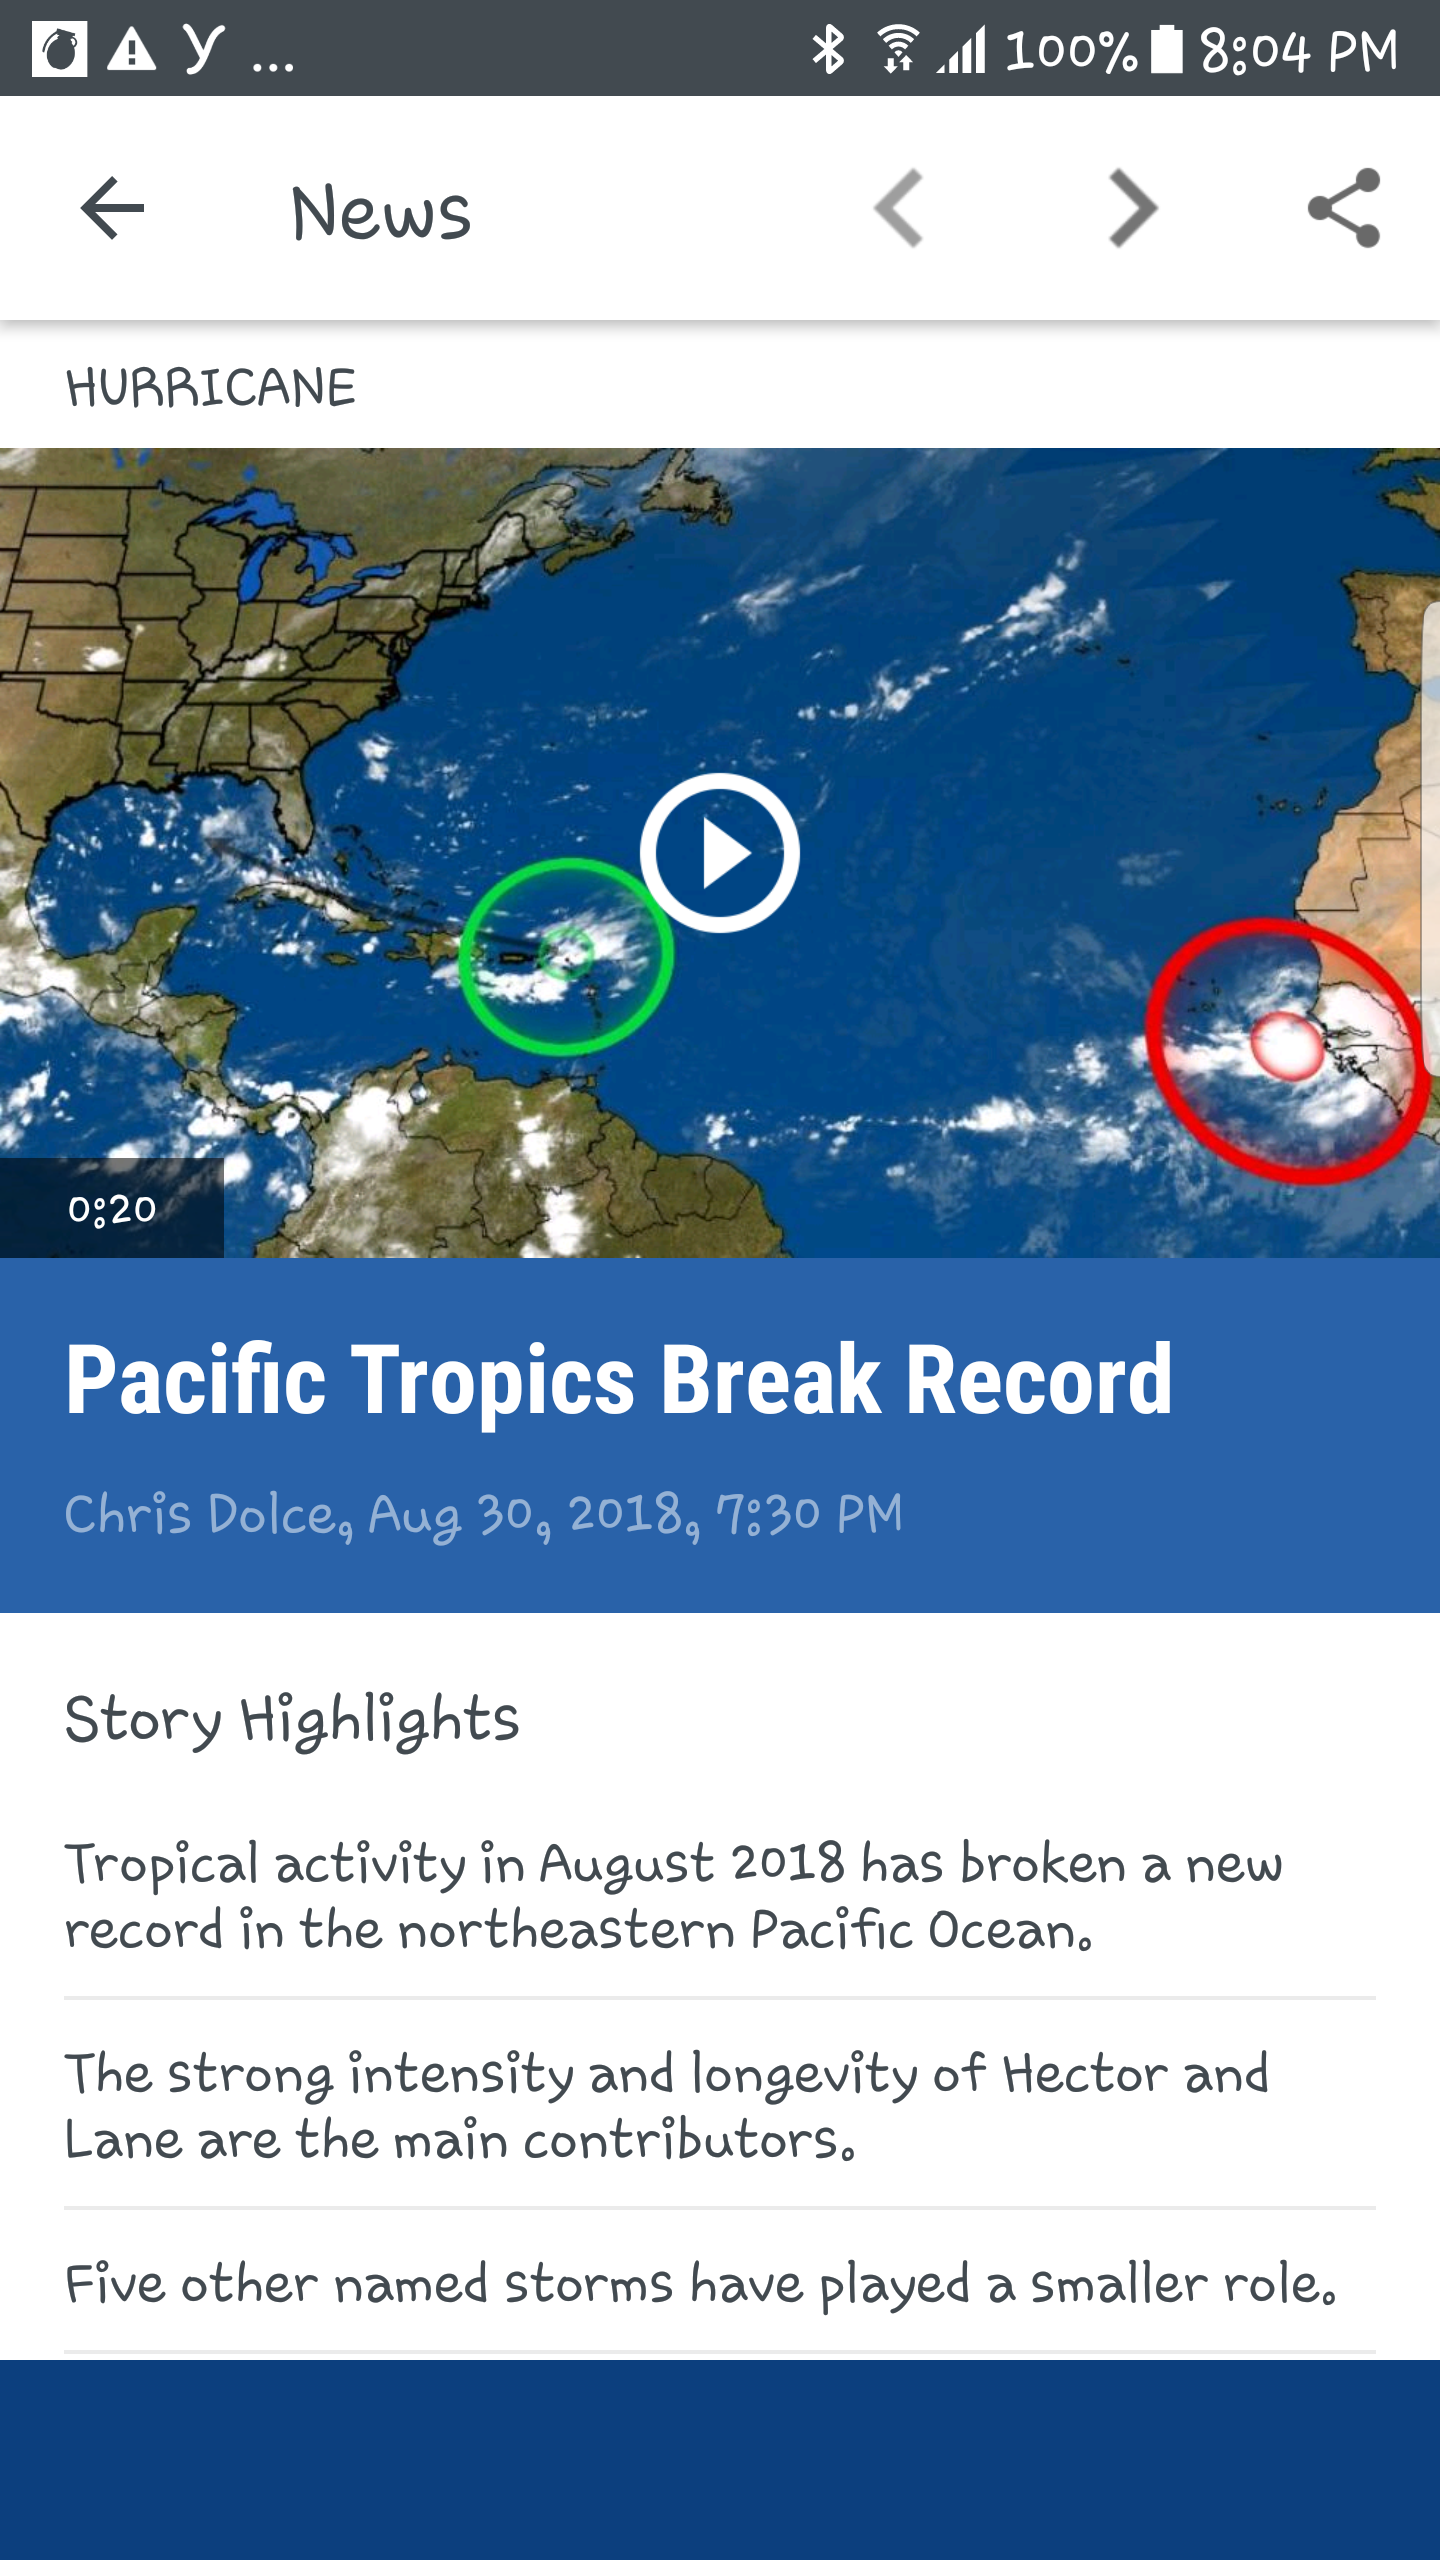 y ... 100% 8:04 PM
News
HURRICANE
0:20
Pacific Tropics Break Record
Chris Dolce, Aug 30, 2018, 7:30 PM
Story Highlights
Tropical activity in August 2018 has broken a new
record in the northeastern Pacific Ocean.
The strong intensity and longevity of Hector and
Lane are the main contributors.
Five other named storms have played a smaller role.